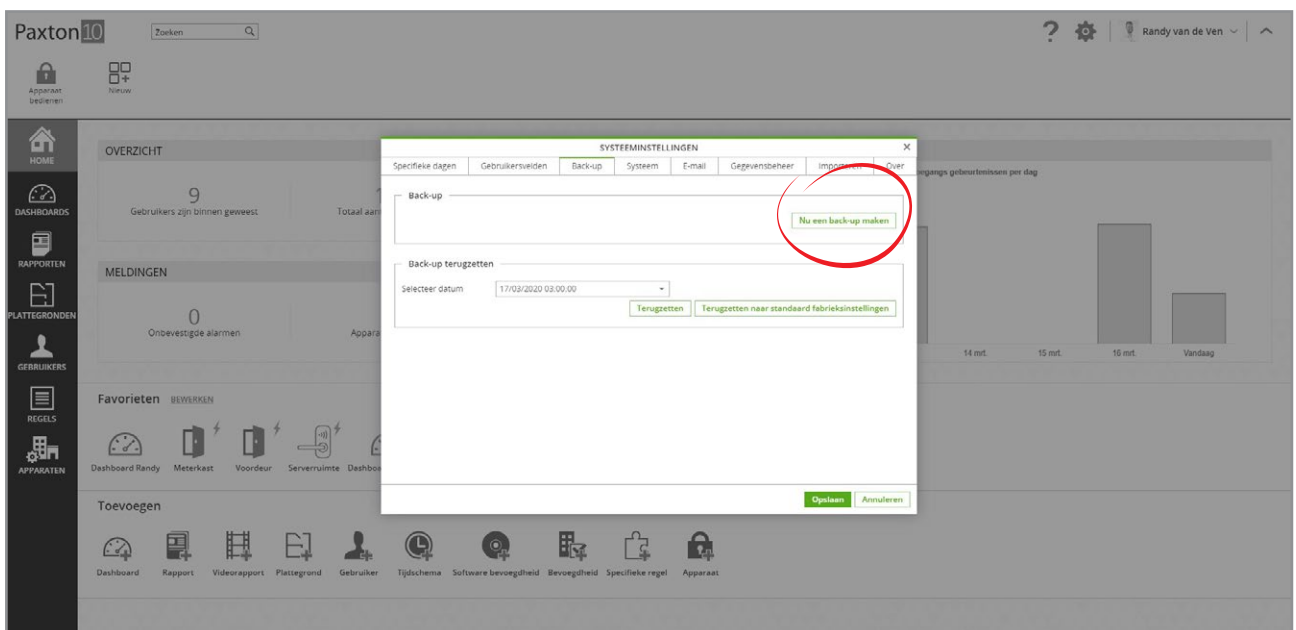 Paxton10
Zoeken
Randy van de Ven
Apparaat
bedienen
Nieuw
HOME
DASHBOARDS
RAPPORTEN
PLATTEGRONDEN
GEBRUIKERS
REGELS
APPARATEN
OVERZICHT
9
Gebruikers zijn binnen geweest
Totaal aan
MELDINGEN
0
Onbevestigde alarmen
Appara
SYSTEEMINSTELLINGEN
Specifieke dagen Gebruikersvelden Back-up Systeem E-mail Gegevensbeheer Importeren Over
Back-up
Nu een back-up maken
Back-up terugzetten
Selecteer datum 17/03/2020 03:00:00
Terugzetten Terugzetten naar standaard fabrieksinstellingen
Opslaan Annuleren
egangs gebeurtenissen per dag
14 mrt. 15 mrt. 16 mrt. Vandaag
Favorieten BEWERKEN
Dashboard Randy Meterkast Voordeur Serverruimte Dashboa
Toevoegen
Dashboard Rapport Videorapport Plattegrond Gebruiker Tijdschema Software bevoegdheid Bevoegdheid Specifieke regel Apparaat